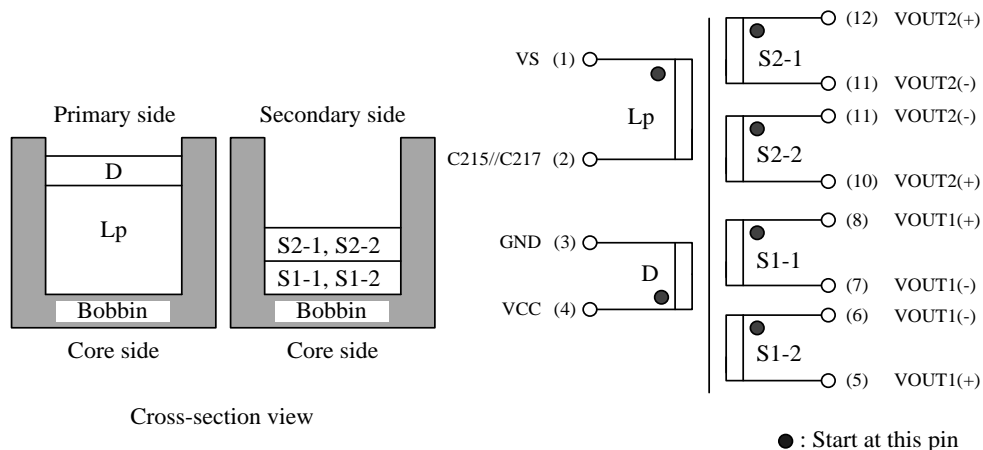 Primary side
Secondary side
D
Lp
S2-1, S2-2
S1-1, S1-2
Bobbin
Bobbin
Core side
Core side
Cross-section view
VS (1)
Lp
C215//C217 (2)
GND (3)
D
VCC (4)
(12) VOUT2(+)
S2-1
(11) VOUT2(-)
(11) VOUT2(-)
S2-2
(10) VOUT2(+)
(8) VOUT1(+)
S1-1
(7) VOUT1(-)
(6) VOUT1(-)
S1-2
(5) VOUT1(+)
: Start at this pin